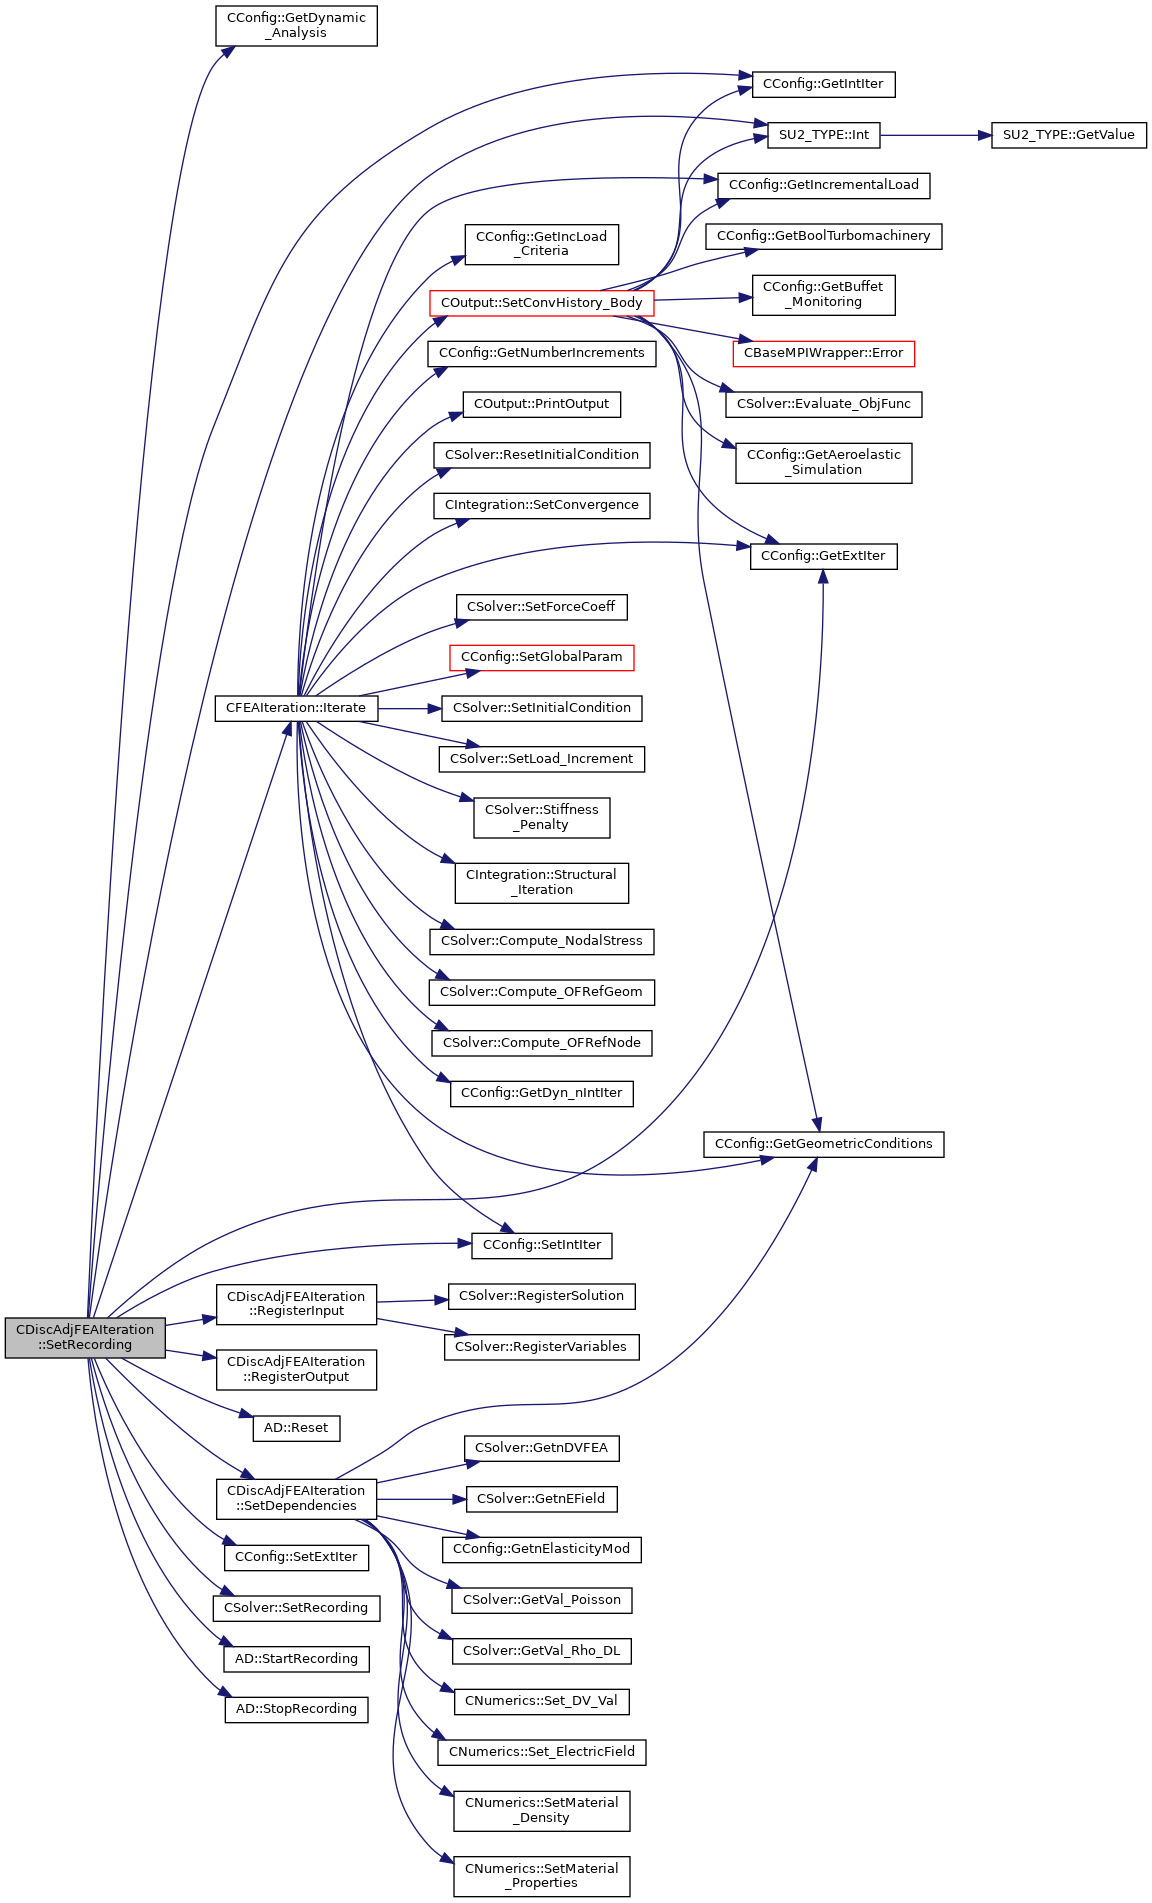 CConfig::GetDynamic
_Analysis
CConfig::GetIntIter
SU2_TYPE::Int
SU2_TYPE::GetValue
CConfig::GetIncrementalLoad
CConfig::GetIncLoad
_Criteria
CConfig::GetBoolTurbomachinery
COutput::SetConvHistory_Body
CConfig::GetBuffet
_Monitoring
CConfig::GetNumberIncrements
CBaseMPIWrapper::Error
COutput::PrintOutput
CSolver::Evaluate_ObjFunc
CSolver::ResetInitialCondition
CConfig::GetAeroelastic
_Simulation
CIntegration::SetConvergence
CConfig::GetExtIter
CSolver::SetForceCoeff
CConfig::SetGlobalParam
CFEAIteration::Iterate
CSolver::SetInitialCondition
CSolver::SetLoad_Increment
CSolver::Stiffness
_Penalty
CIntegration::Structural
_Iteration
CSolver::Compute_NodalStress
CSolver::Compute_OFRefGeom
CSolver::Compute_OFRefNode
CConfig::GetDyn_nIntIter
CConfig::GetGeometricConditions
CConfig::SetIntIter
CDiscAdjFEAIteration
::SetRecording
CDiscAdjFEAIteration
::RegisterInput
CSolver::RegisterSolution
CSolver::RegisterVariables
CDiscAdjFEAIteration
::RegisterOutput
AD::Reset
CDiscAdjFEAIteration
::SetDependencies
CSolver::GetnDVFEA
CSolver::GetnEField
CConfig::GetnElasticityMod
CConfig::SetExtIter
CSolver::GetVal_Poisson
CSolver::SetRecording
CSolver::GetVal_Rho_DL
AD::StartRecording
CNumerics::Set_DV_Val
AD::StopRecording
CNumerics::Set_ElectricField
CNumerics::SetMaterial
_Density
CNumerics::SetMaterial
_Properties